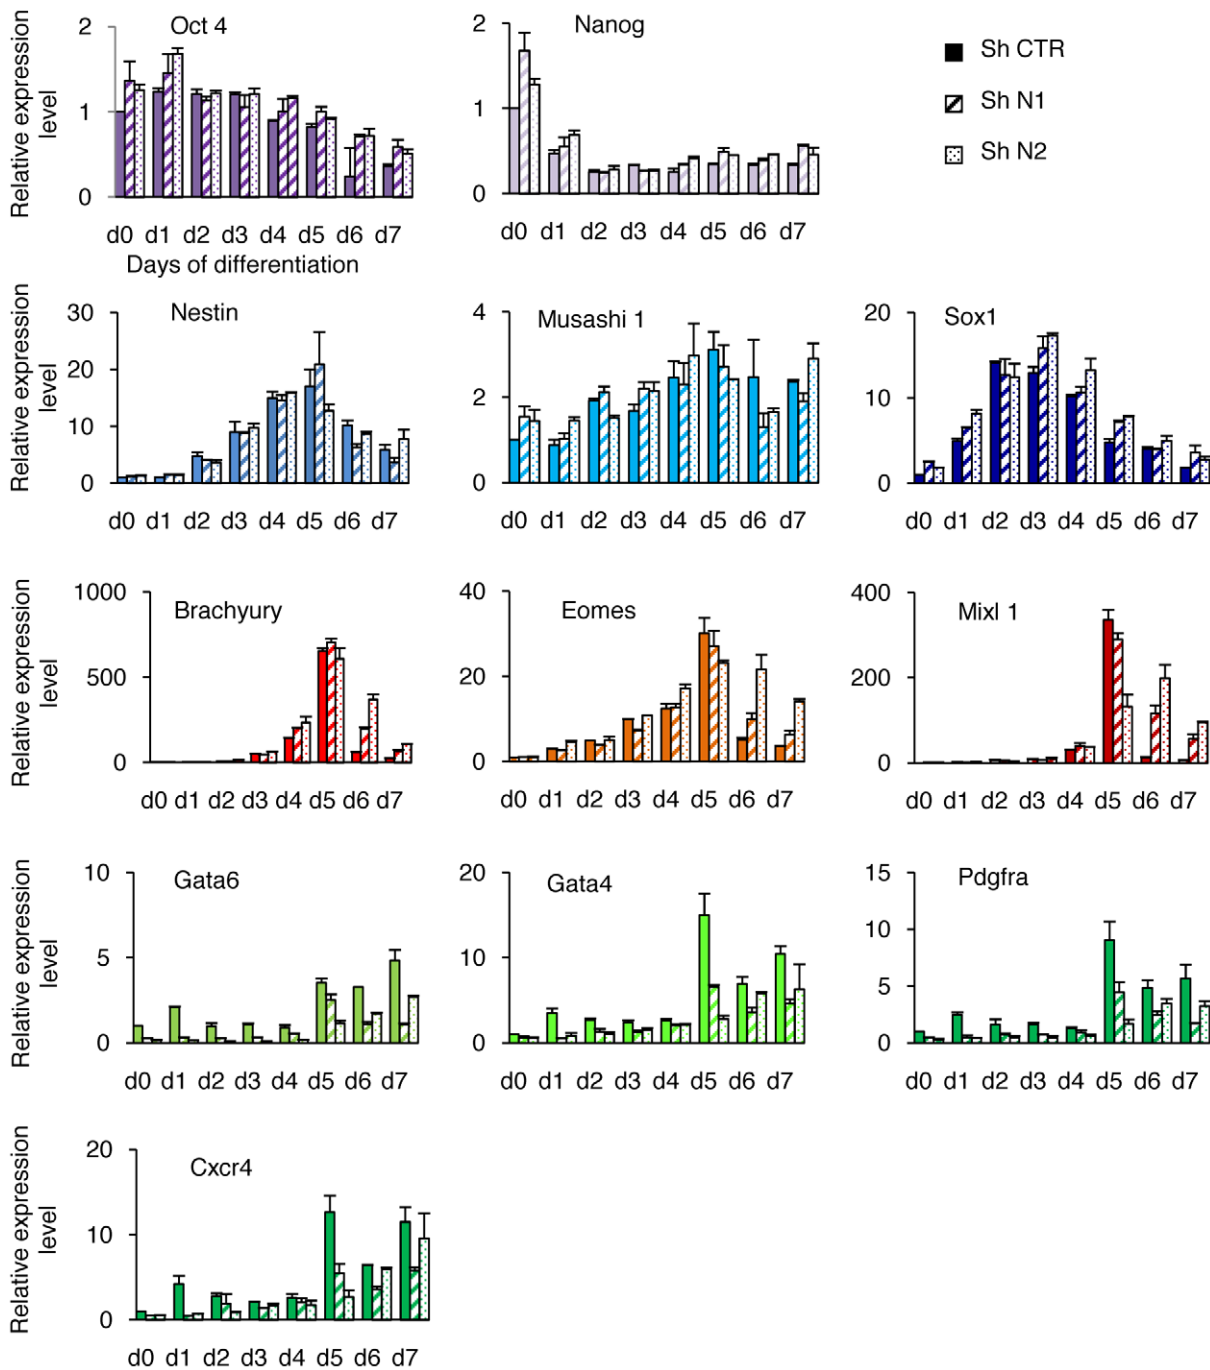 Oct 4
Relative expression
level
2
1
0
d0 d1 d2 d3 d4 d5 d6 d7
Days of differentiation
Nanog
2
1
0
d0 d1 d2 d3 d4 d5 d6 d7
Sh CTR
Sh N1
Sh N2
Nestin
Relative expression
level
30
20
10
0
d0 d1 d2 d3 d4 d5 d6 d7
Musashi 1
4
2
0
d0 d1 d2 d3 d4 d5 d6 d7
Sox1
20
10
0
d0 d1 d2 d3 d4 d5 d6 d7
Brachyury
Relative expression
level
1000
500
0
d0 d1 d2 d3 d4 d5 d6 d7
Eomes
40
20
0
d0 d1 d2 d3 d4 d5 d6 d7
Mixl 1
400
200
0
d0 d1 d2 d3 d4 d5 d6 d7
Gata6
Relative expression
level
10
5
0
d0 d1 d2 d3 d4 d5 d6 d7
Gata4
20
10
0
d0 d1 d2 d3 d4 d5 d6 d7
Pdgfra
15
10
5
0
d0 d1 d2 d3 d4 d5 d6 d7
Cxcr4
Relative expression
level
20
10
0
d0 d1 d2 d3 d4 d5 d6 d7